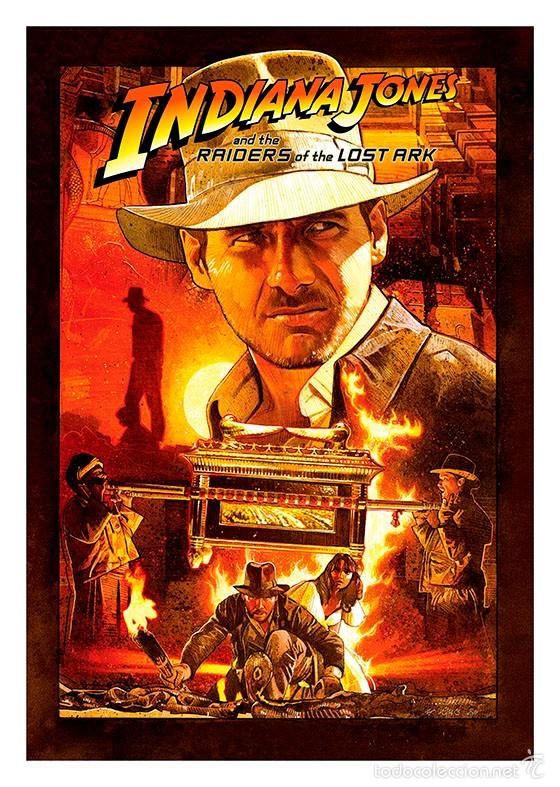 INDIANA JONES
and the
RAIDERS of the LOST ARK
todocoleccion.net